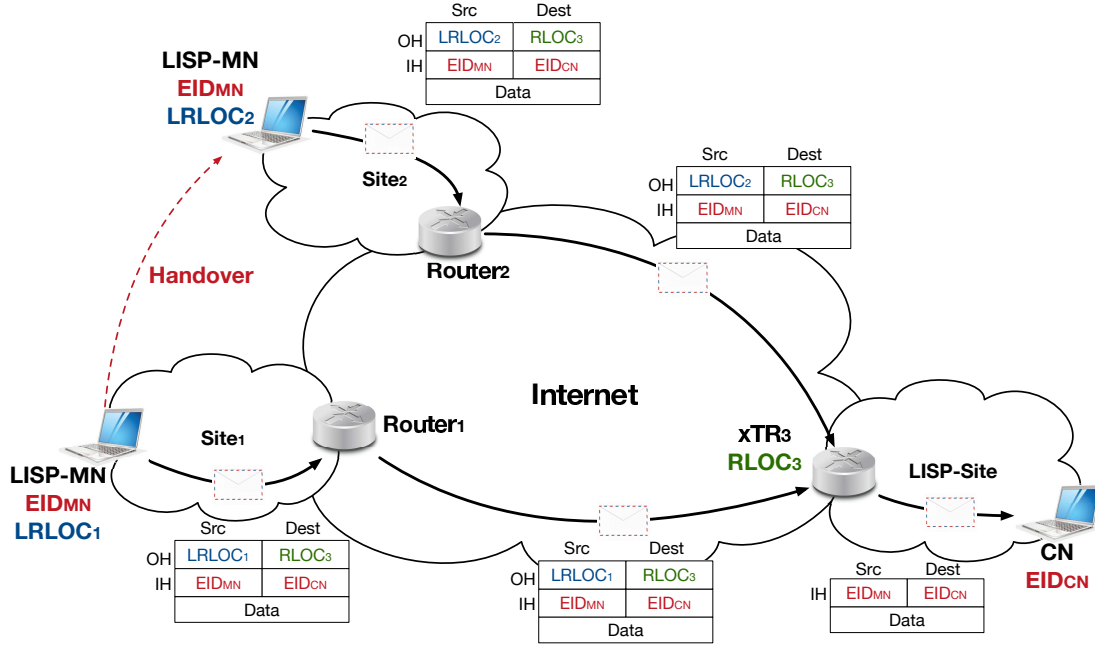 Src Dest
OH LRLOC2 RLOC3
IH EIDMN EIDCN
Data
LISP-MN
EIDMN
LRLOC2
Site2
Router2
Src Dest
OH LRLOC2 RLOC3
IH EIDMN EIDCN
Data
Handover
Internet
Site1
Router1
LISP-MN
EIDMN
LRLOC1
xTR3
RLOC3
LISP-Site
CN
EIDCN
Src Dest
OH LRLOC1 RLOC3
IH EIDMN EIDCN
Data
Src Dest
OH LRLOC1 RLOC3
IH EIDMN EIDCN
Data
Src Dest
IH EIDMN EIDCN
Data